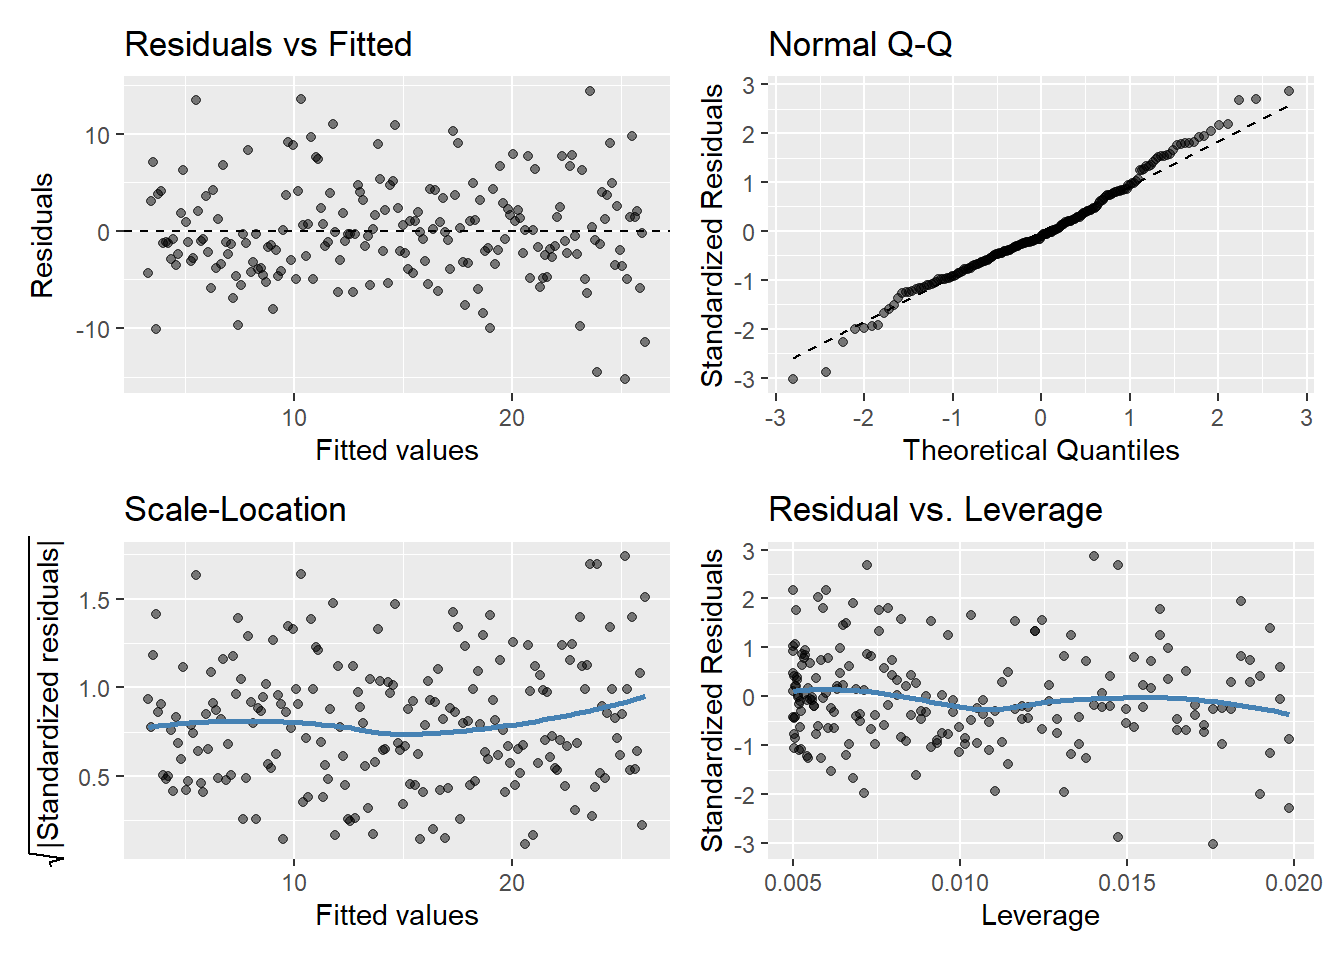 Residuals vs Fitted
Residuals
10
0
-10
10
20
Fitted values
Normal Q-Q
Standardized Residuals
3
2
1
0
-1
-2
-3
-3
-2
-1
0
1
2
3
Theoretical Quantiles
Scale-Location
√|Standardized residuals|
1.5
1.0
0.5
10
20
Fitted values
Residual vs. Leverage
Standardized Residuals
3
2
1
0
-1
-2
-3
0.005
0.010
0.015
0.020
Leverage